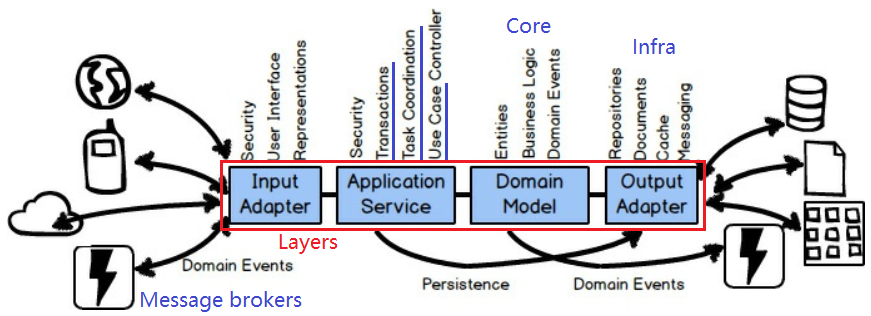 Core
Infra
Security
User Interface
Representations
Security
Transactions
Task Coordination
Use Case Controller
Entities
Business Logic
Domain Events
Repositories
Documents
Cache
Messaging
Input
Adapter
Application
Service
Domain
Model
Output
Adapter
Layers
Domain Events
Message brokers
Persistence
Domain Events